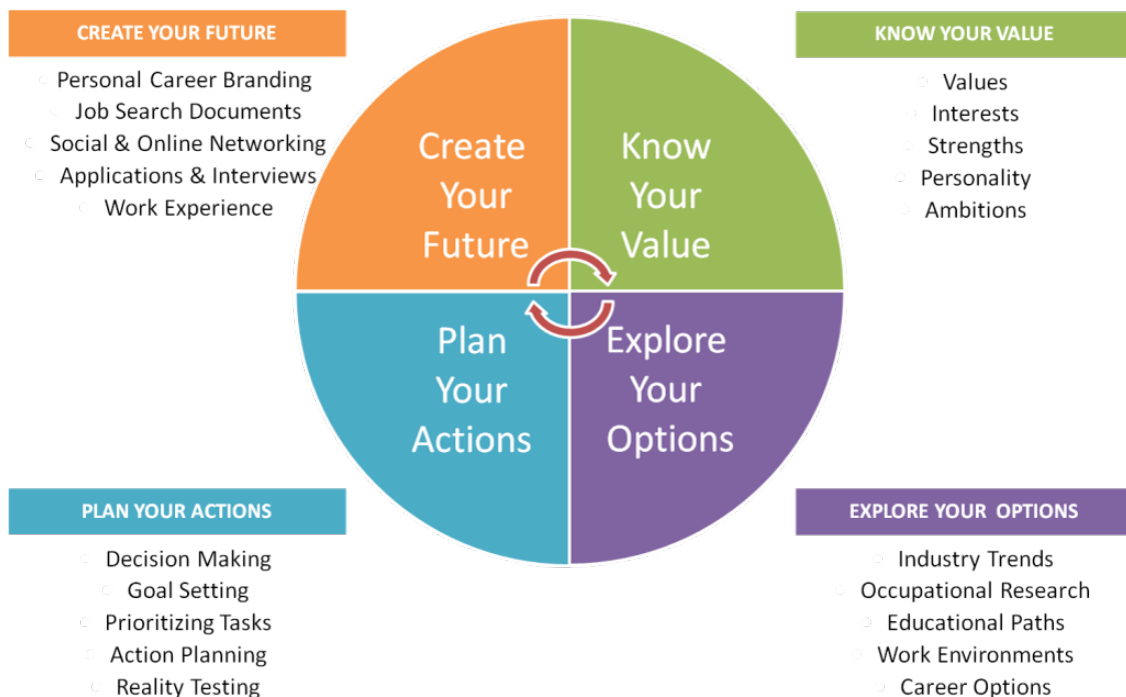 CREATE YOUR FUTURE
Personal Career Branding
Job Search Documents
Social & Online Networking
Applications & Interviews
Work Experience
KNOW YOUR VALUE
Values
Interests
Strengths
Personality
Ambitions
Create
Your
Future
Know
Your
Value
Plan
Your
Actions
Explore
Your
Options
PLAN YOUR ACTIONS
Decision Making
Goal Setting
Prioritizing Tasks
Action Planning
Reality Testing
EXPLORE YOUR OPTIONS
Industry Trends
Occupational Research
Educational Paths
Work Environments
Career Options